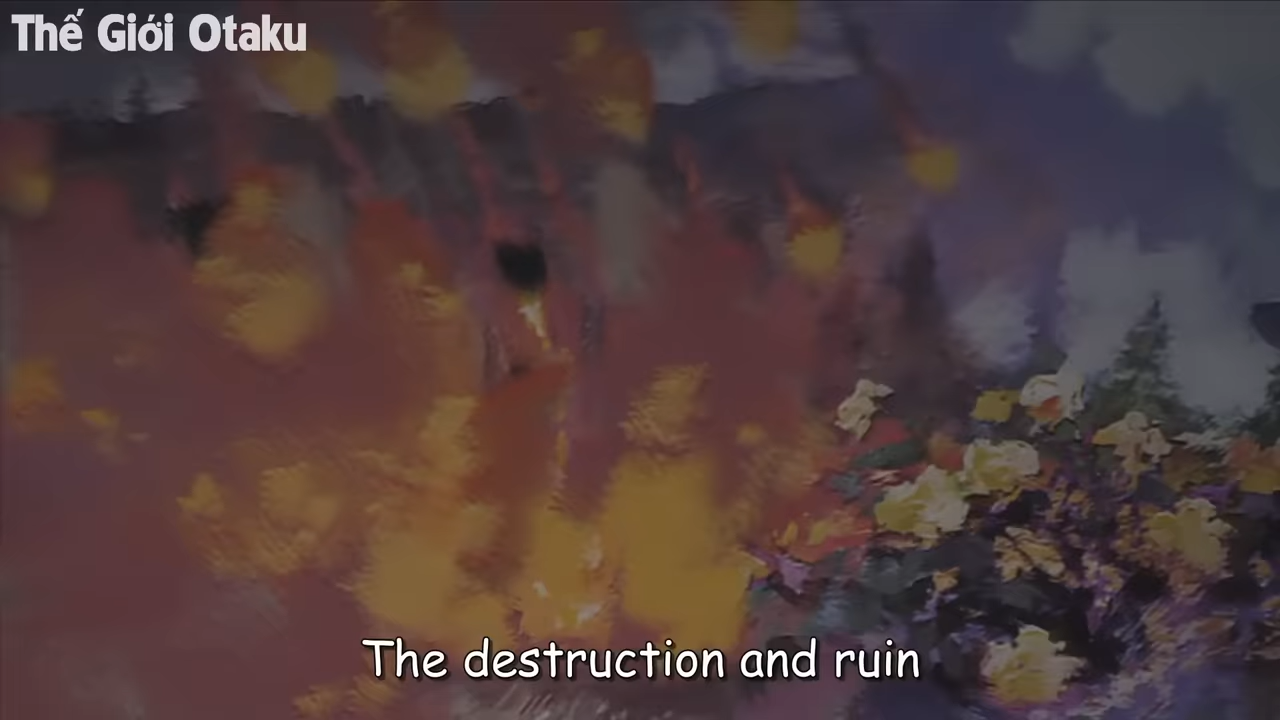 Thế Giới Otaku
The destruction and ruin